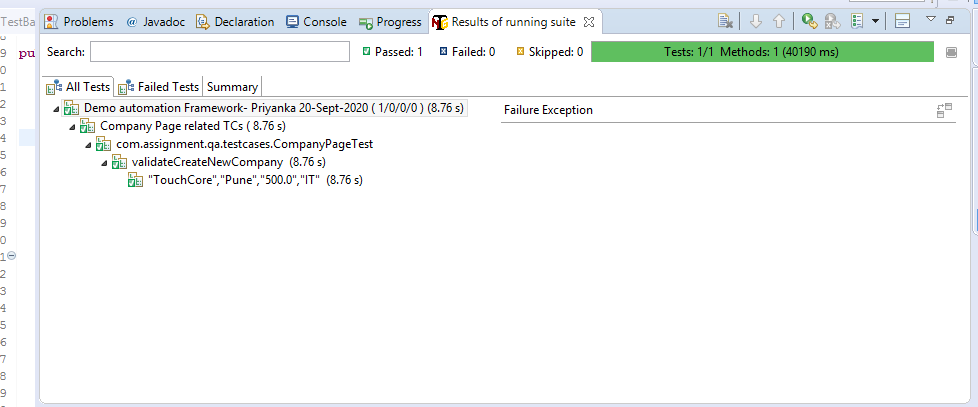 TestBa
Problems @ Javadoc Declaration Console Progress Results of running suite
9 pu
Search: Passed: 1 Failed: 0 Skipped: 0 Tests: 1/1 Methods: 1 (40190 ms)
0
1 All Tests Failed Tests Summary
2 Demo automation Framework- Priyanka 20-Sept-2020 ( 1/0/0/0 ) (8.76 s) Failure Exception
3 Company Page related TCs ( 8.76 s)
4 com.assignment.qa.testcases.CompanyPageTest
5 validateCreateNewCompany (8.76 s)
6 "TouchCore","Pune","500.0","IT" (8.76 s)
7
8
9
0
1
2
3
4
5
6
7
8
9